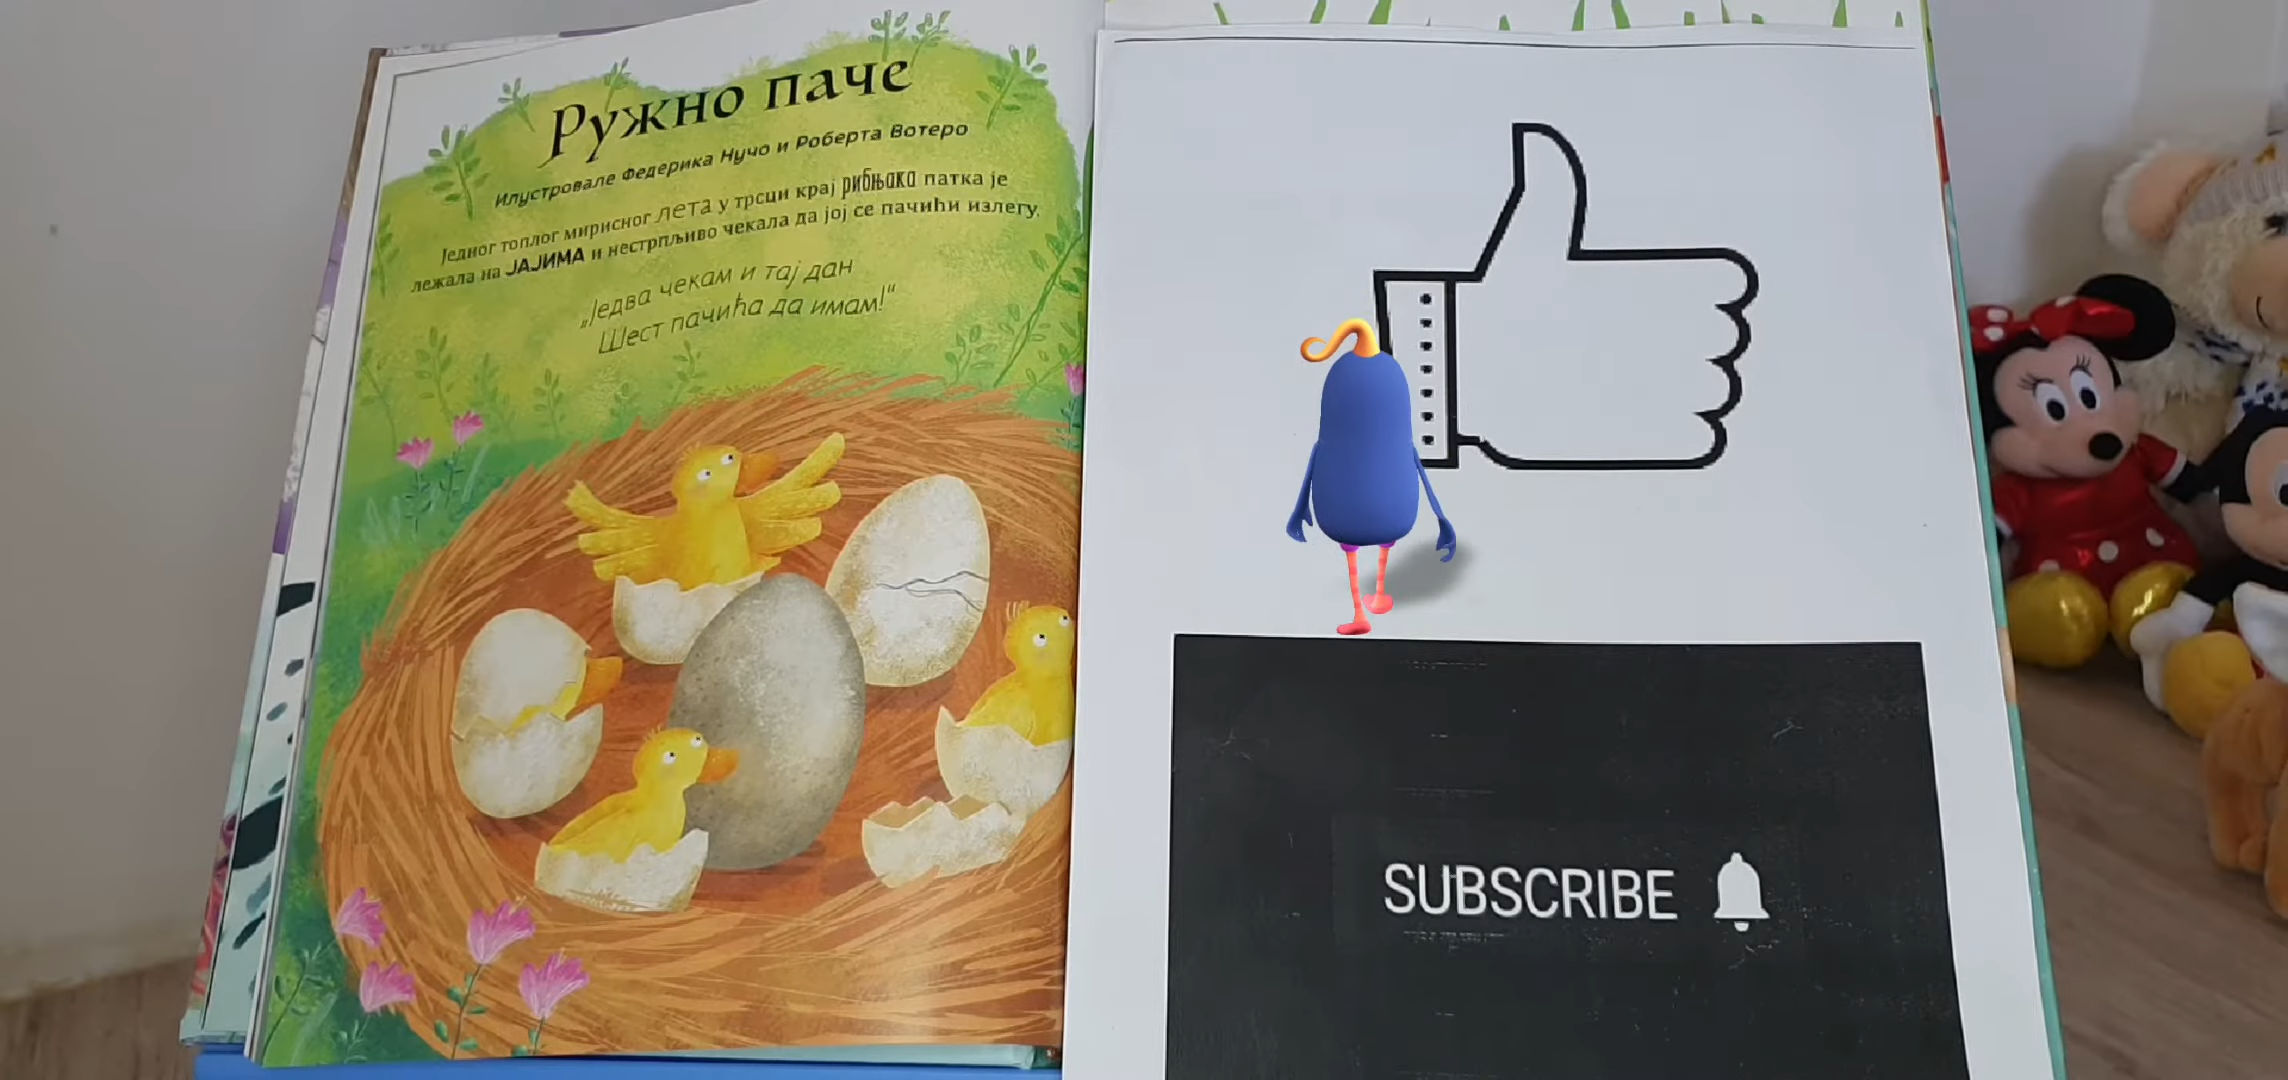 Ружно паче
Илустровале Федерика Нучо и Роберта Вотеро
Једног топлог мирисног лета у трсци крај рибњака патка је
лежала на ЈАЈИМА и нестрпљиво чекала да јој се пачићи излегу.
„Једва чекам и тај дан
Шест пачића да имам!“
SUBSCRIBE